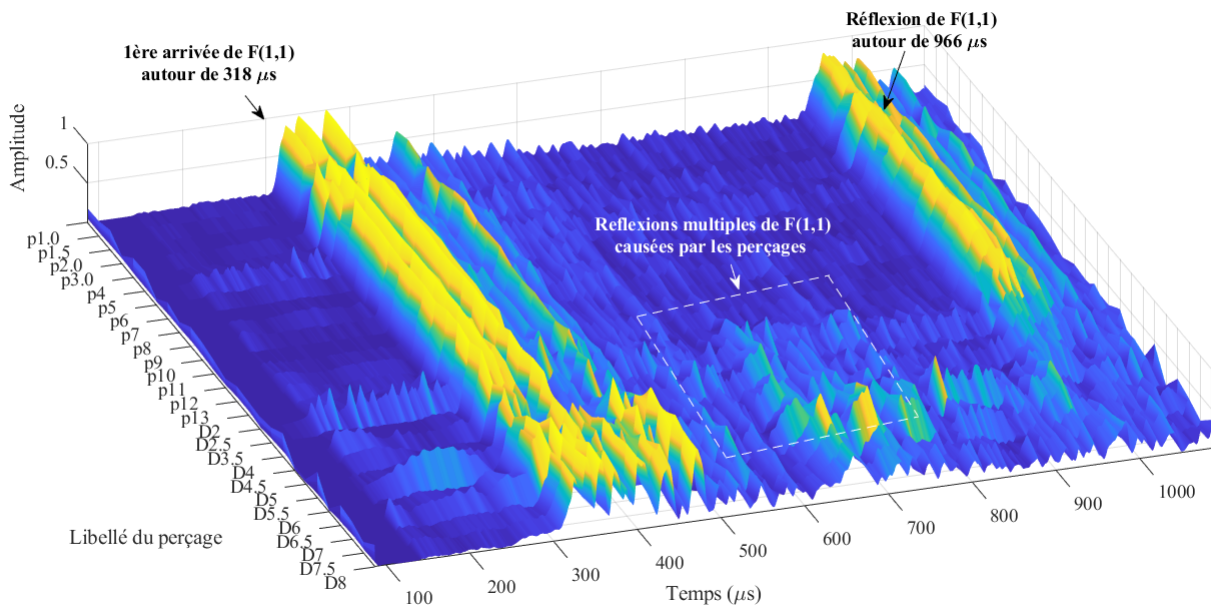 1ère arrivée de F(1,1)
autour de 318 μs
Réflexion de F(1,1)
autour de 966 μs
Reflexions multiples de F(1,1)
causées par les perçages
Amplitude
1
0.5
p1.0
p1.5
p2.0
p3.0
p4
p5
p6
p7
p8
p9
p10
p11
p12
p13
D2
D2.5
D3.5
D4
D4.5
D5
D5.5
D6
D6.5
D7
D7.5
D8
Libellé du perçage
100
200
300
400
500
600
700
800
900
1000
Temps (μs)